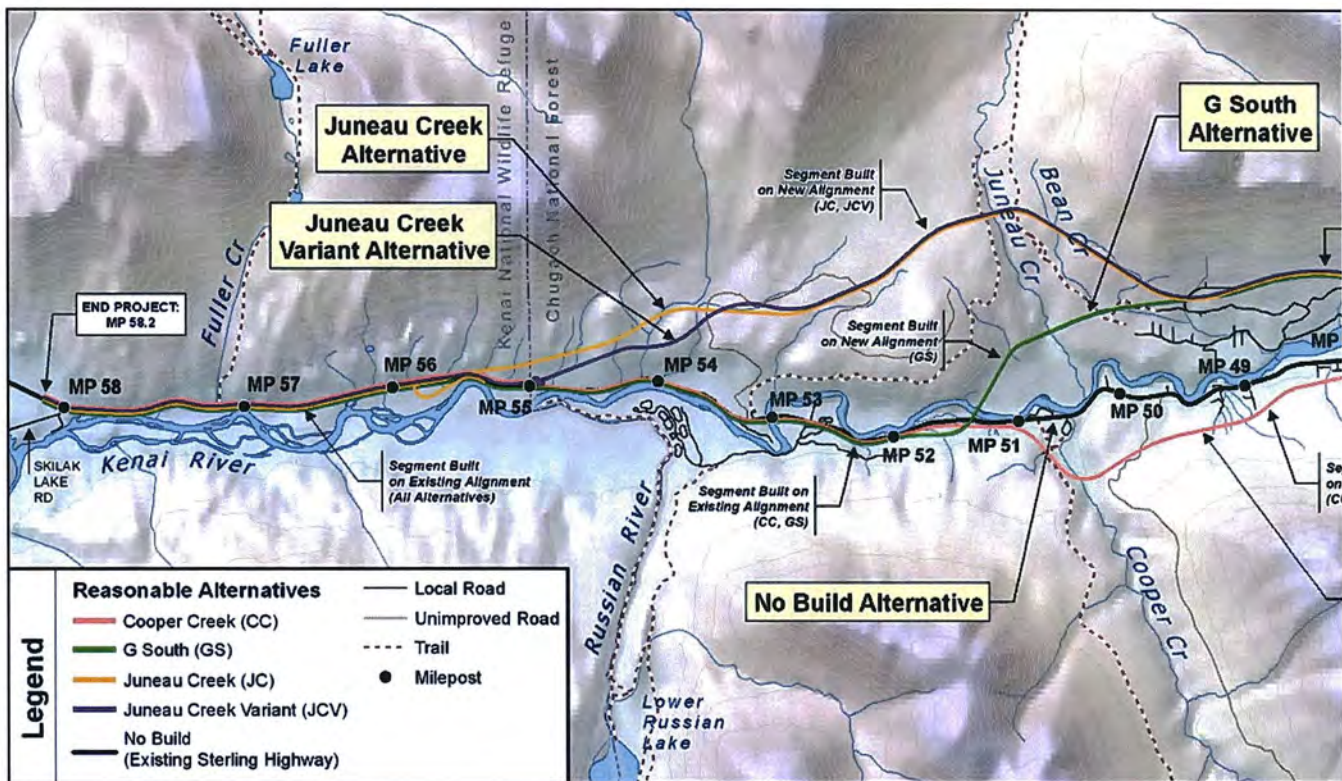 Fuller
Lake
Kenai National Wildlife Refuge
Chugach National Forest
Juneau Creek
Alternative
G South
Alternative
Segment Built
on New Alignment
(JC, JCV)
Juneau Cr
Bean Cr
Juneau Creek
Variant Alternative
Fuller Cr
END PROJECT:
MP 58.2
Segment Built
on New Alignment
(GS)
MP 58
MP 57
MP 56
MP 55
MP 54
MP 53
MP 52
MP 51
MP 50
MP 49
MP
SKILAK
LAKE
RD
Kenai River
Segment Built
on Existing Alignment
(All Alternatives)
Segment Built on
Existing Alignment
(CC, GS)
Se
on
(C
Russian River
No Build Alternative
Cooper Cr
Lower
Russian
Lake
Legend
Reasonable Alternatives
Cooper Creek (CC)
G South (GS)
Juneau Creek (JC)
Juneau Creek Variant (JCV)
No Build
(Existing Sterling Highway)
Local Road
Unimproved Road
Trail
Milepost